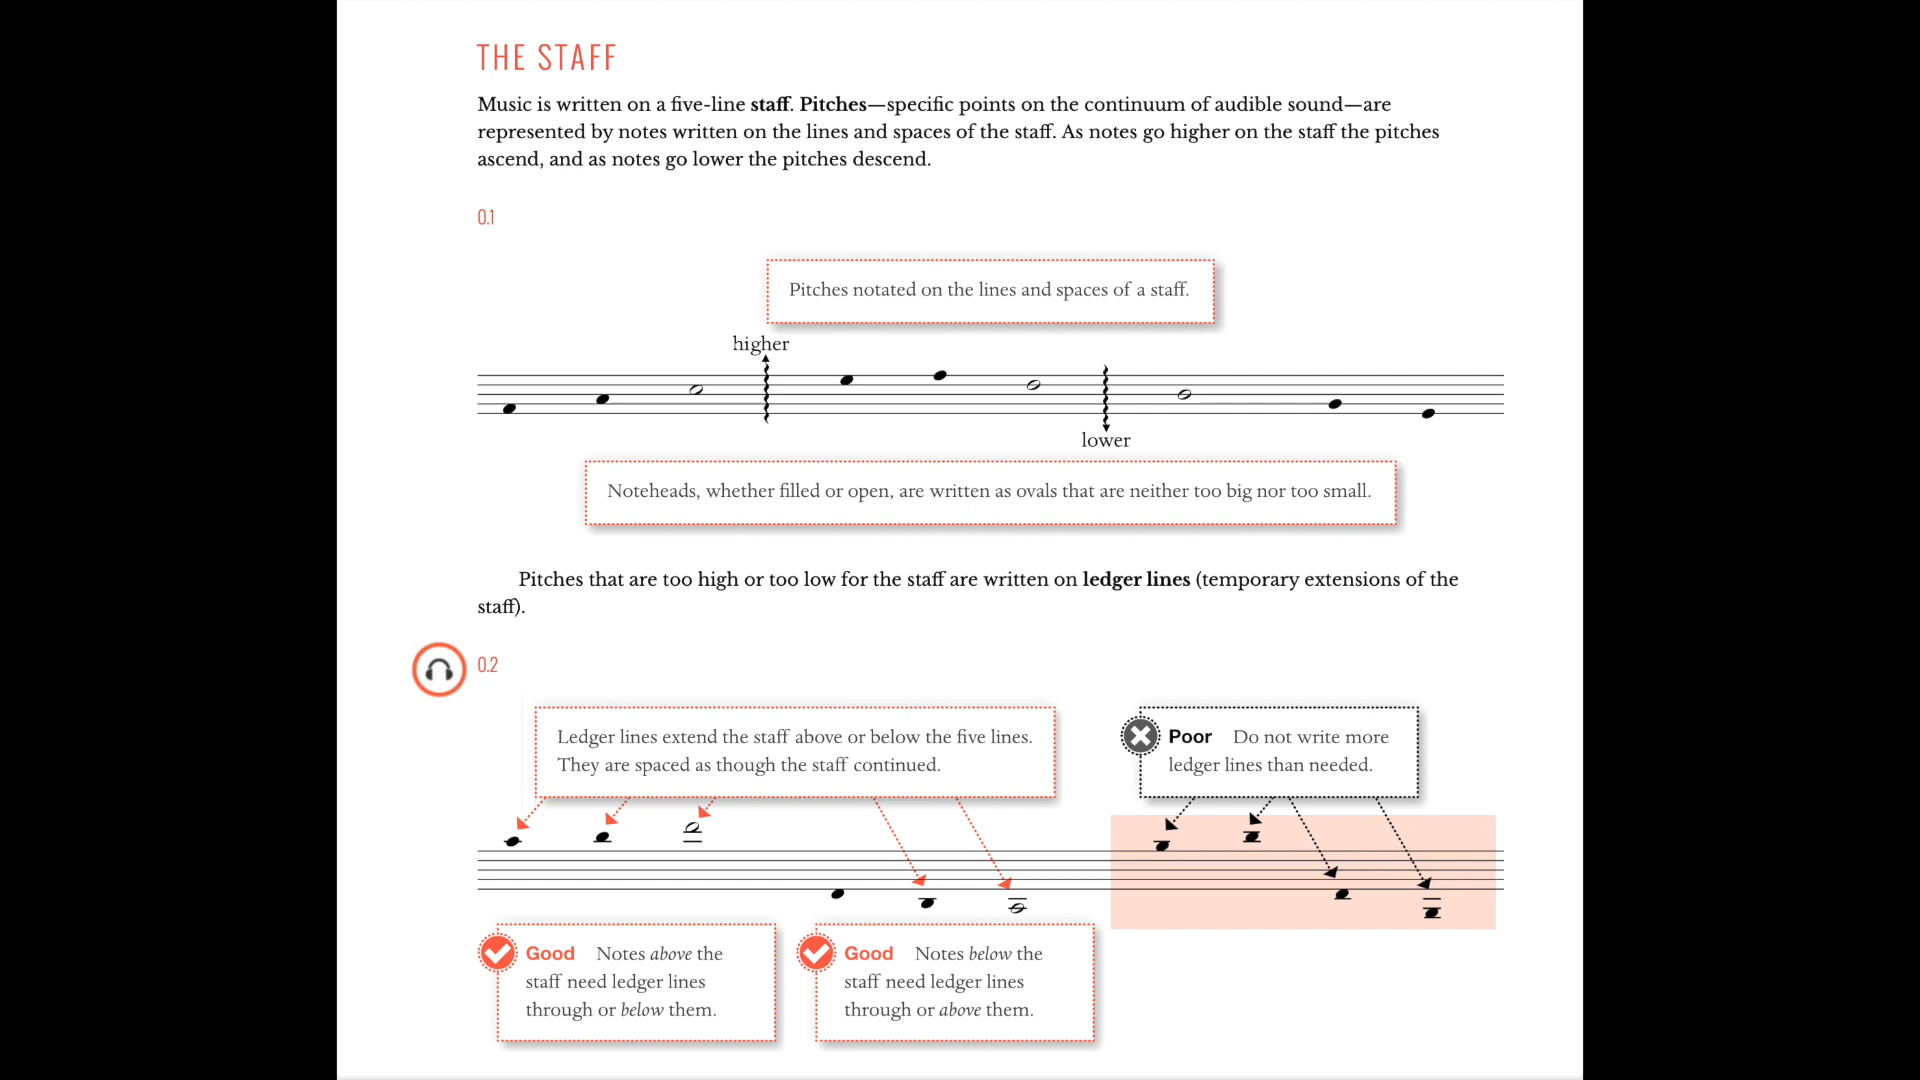 THE STAFF
Music is written on a five-line staff. Pitches—specific points on the continuum of audible sound—are
represented by notes written on the lines and spaces of the staff. As notes go higher on the staff the pitches
ascend, and as notes go lower the pitches descend.
0.1
Pitches notated on the lines and spaces of a staff.
higher
lower
Noteheads, whether filled or open, are written as ovals that are neither too big nor too small.
Pitches that are too high or too low for the staff are written on ledger lines (temporary extensions of the
staff).
0.2
Ledger lines extend the staff above or below the five lines.
They are spaced as though the staff continued.
Poor Do not write more
ledger lines than needed.
Good Notes above the
staff need ledger lines
through or below them.
Good Notes below the
staff need ledger lines
through or above them.